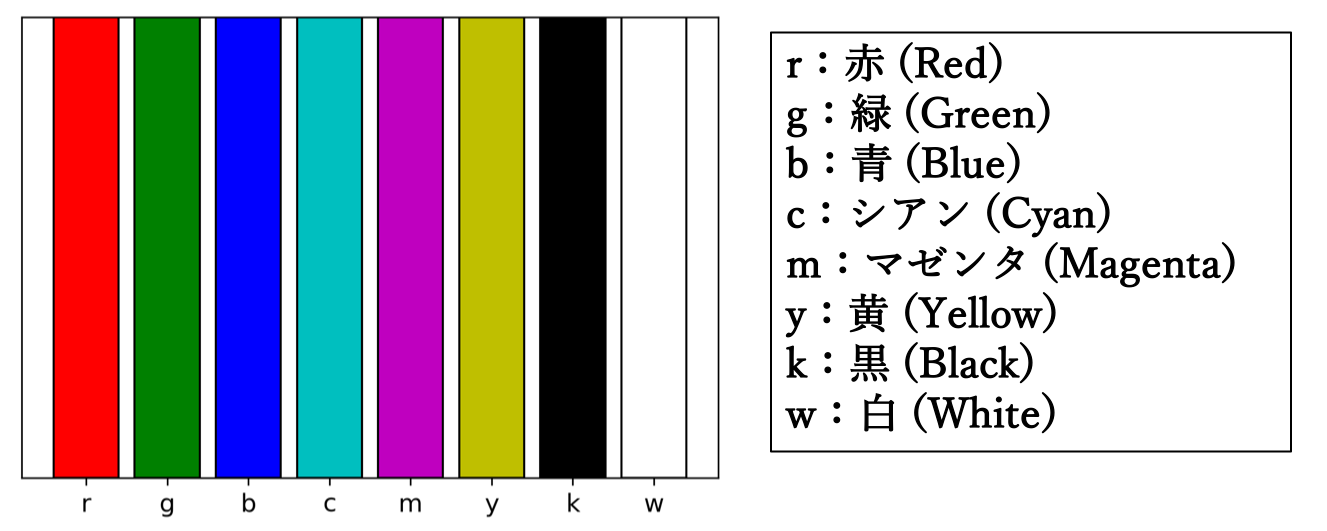 r g b c m y k w
r：赤 (Red)
g：緑 (Green)
b：青 (Blue)
c：シアン (Cyan)
m：マゼンタ (Magenta)
y：黄 (Yellow)
k：黒 (Black)
w：白 (White)